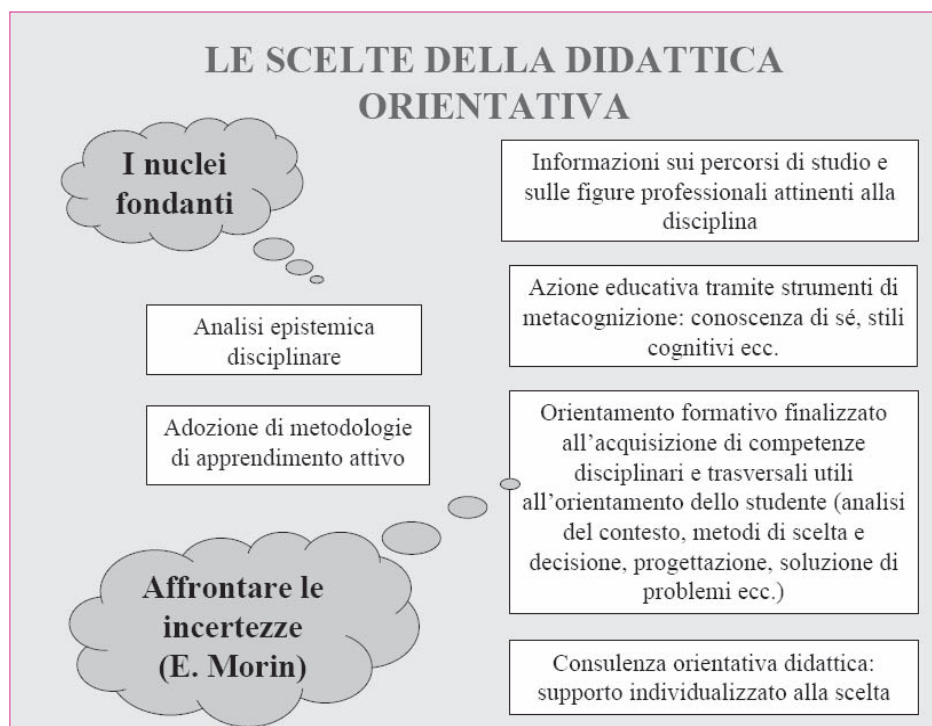 LE SCELTE DELLA DIDATTICA
ORIENTATIVA
I nuclei
fondanti
Analisi epistemica
disciplinare
Adozione di metodologie
di apprendimento attivo
Affrontare le
incertezze
(E. Morin)
Informazioni sui percorsi di studio e
sulle figure professionali attinenti alla
disciplina
Azione educativa tramite strumenti di
metacognizione: conoscenza di sé, stili
cognitivi ecc.
Orientamento formativo finalizzato
all’acquisizione di competenze
disciplinari e trasversali utili
all’orientamento dello studente (analisi
del contesto, metodi di scelta e
decisione, progettazione, soluzione di
problemi ecc.)
Consulenza orientativa didattica:
supporto individualizzato alla scelta